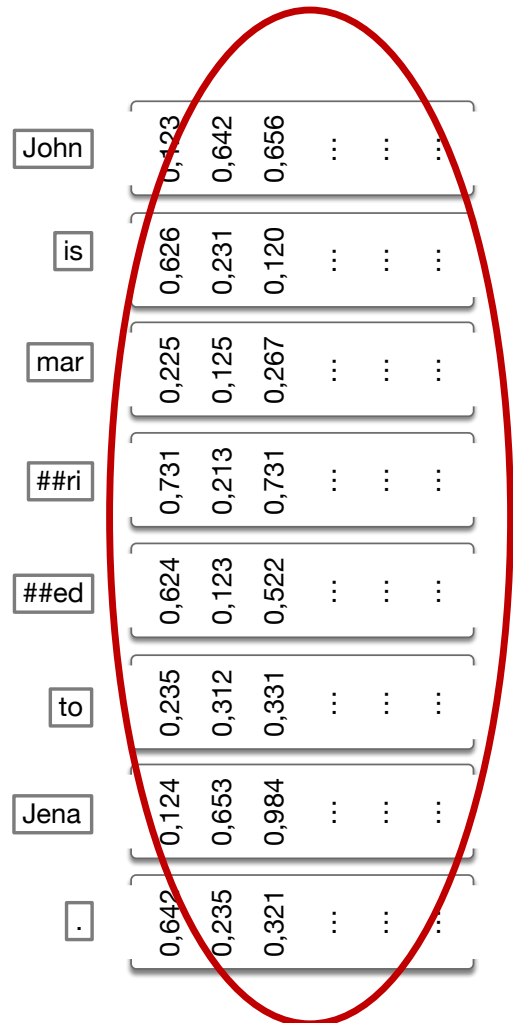 John 0,123 0,642 0,656 ... ... ...
is 0,626 0,231 0,120 ... ... ...
mar 0,225 0,125 0,267 ... ... ...
##ri 0,731 0,213 0,731 ... ... ...
##ed 0,624 0,123 0,522 ... ... ...
to 0,235 0,312 0,331 ... ... ...
Jena 0,124 0,653 0,984 ... ... ...
. 0,642 0,235 0,321 ... ... ...